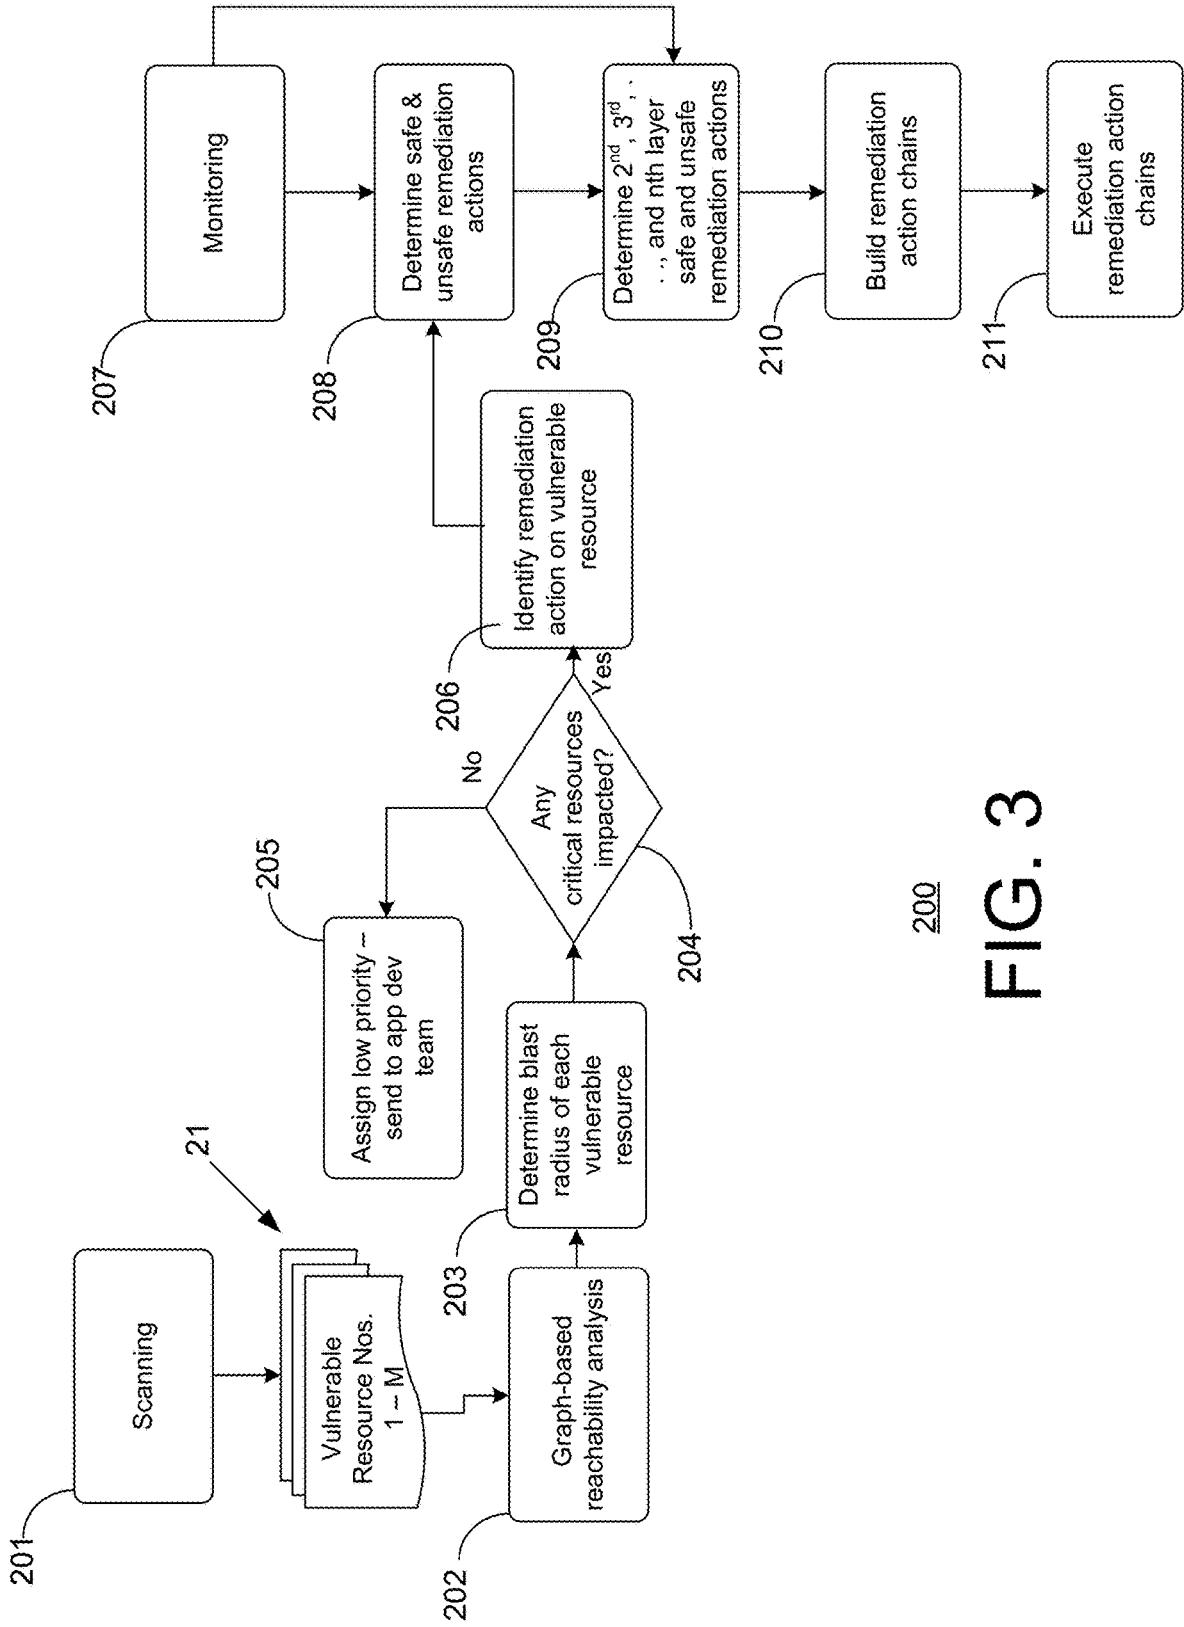 201
Scanning
21
Vulnerable
Resource Nos.
1 – M
202
Graph-based
reachability analysis
203
Determine blast
radius of each
vulnerable
resource
204
Any
critical resources
impacted?
No
Yes
205
Assign low priority –
send to app dev
team
206
Identify remediation
action on vulnerable
resource
207
Monitoring
208
Determine safe &
unsafe remediation
actions
209
Determine 2nd, 3rd, .
. ., and nth layer
safe and unsafe
remediation actions
210
Build remediation
action chains
211
Execute
remediation action
chains
200
FIG. 3